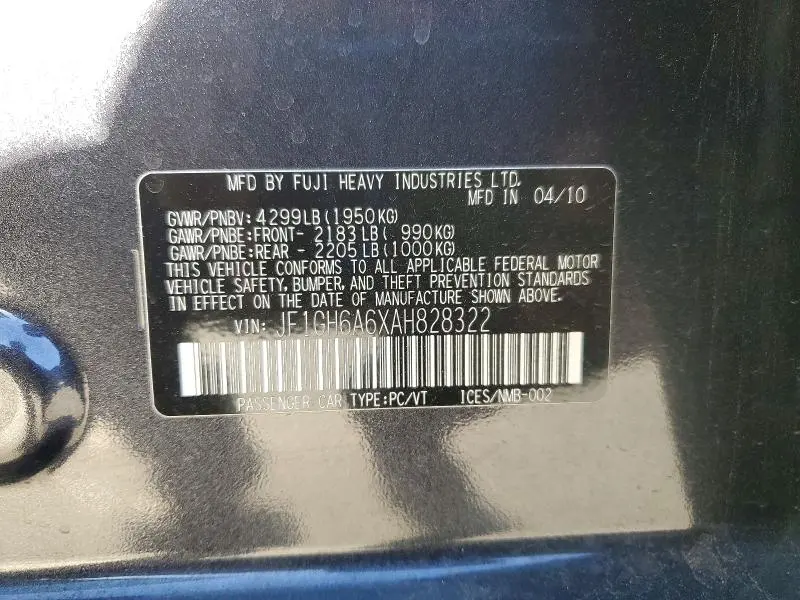 MFD BY FUJI HEAVY INDUSTRIES LTD.
MFD IN 04/10
GVWR/PNBV: 4299LB(1950KG)
GAWR/PNBE:FRONT- 2183LB( 990KG)
GAWR/PNBE:REAR - 2205LB(1000KG)
THIS VEHICLE CONFORMS TO ALL APPLICABLE FEDERAL MOTOR
VEHICLE SAFETY, BUMPER, AND THEFT PREVENTION STANDARDS
IN EFFECT ON THE DATE OF MANUFACTURE SHOWN ABOVE.
VIN: JF1GH6A6XAH828322
PASSENGER CAR TYPE:PC/VT ICES/NMB-002